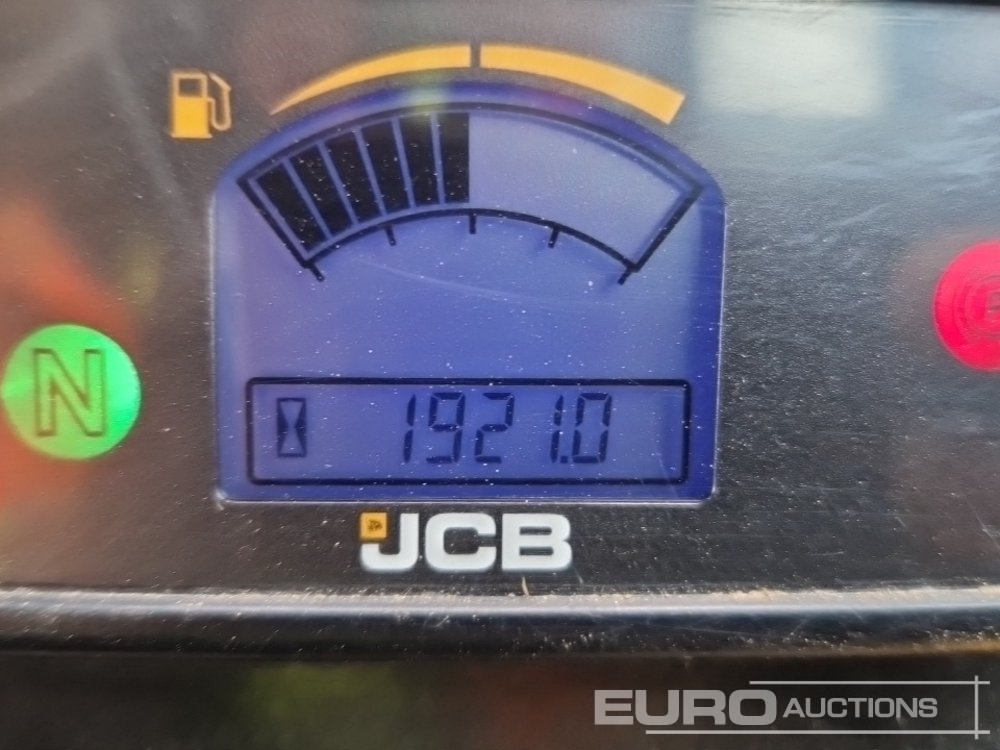 N
1921.0
JCB
EURO AUCTIONS